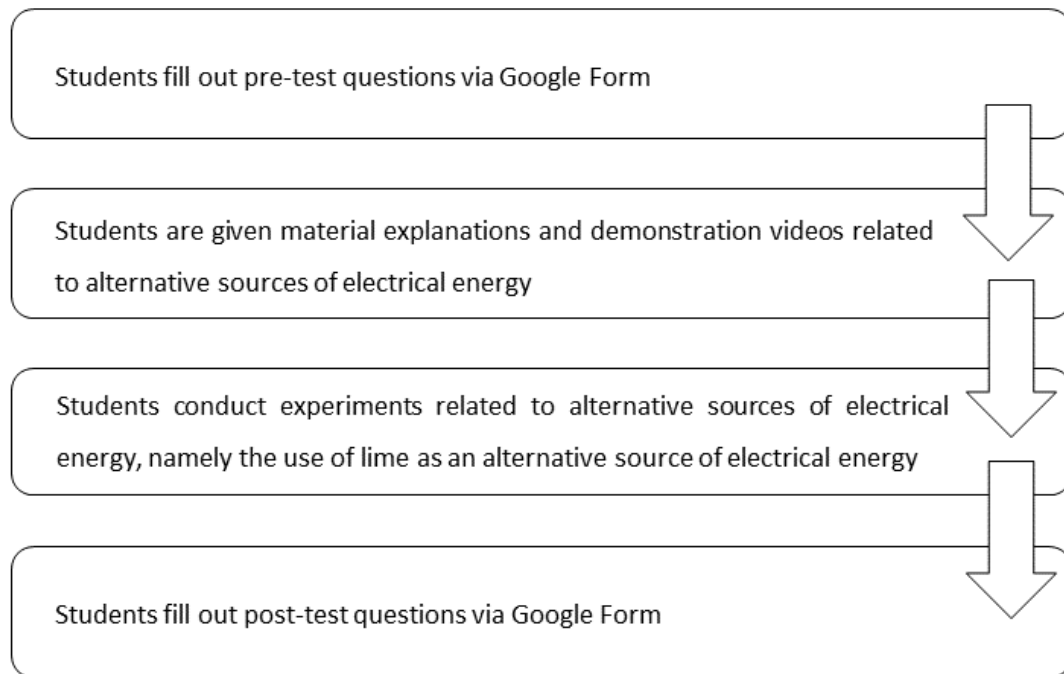 Students fill out pre-test questions via Google Form
Students are given material explanations and demonstration videos related
to alternative sources of electrical energy
Students conduct experiments related to alternative sources of electrical
energy, namely the use of lime as an alternative source of electrical energy
Students fill out post-test questions via Google Form